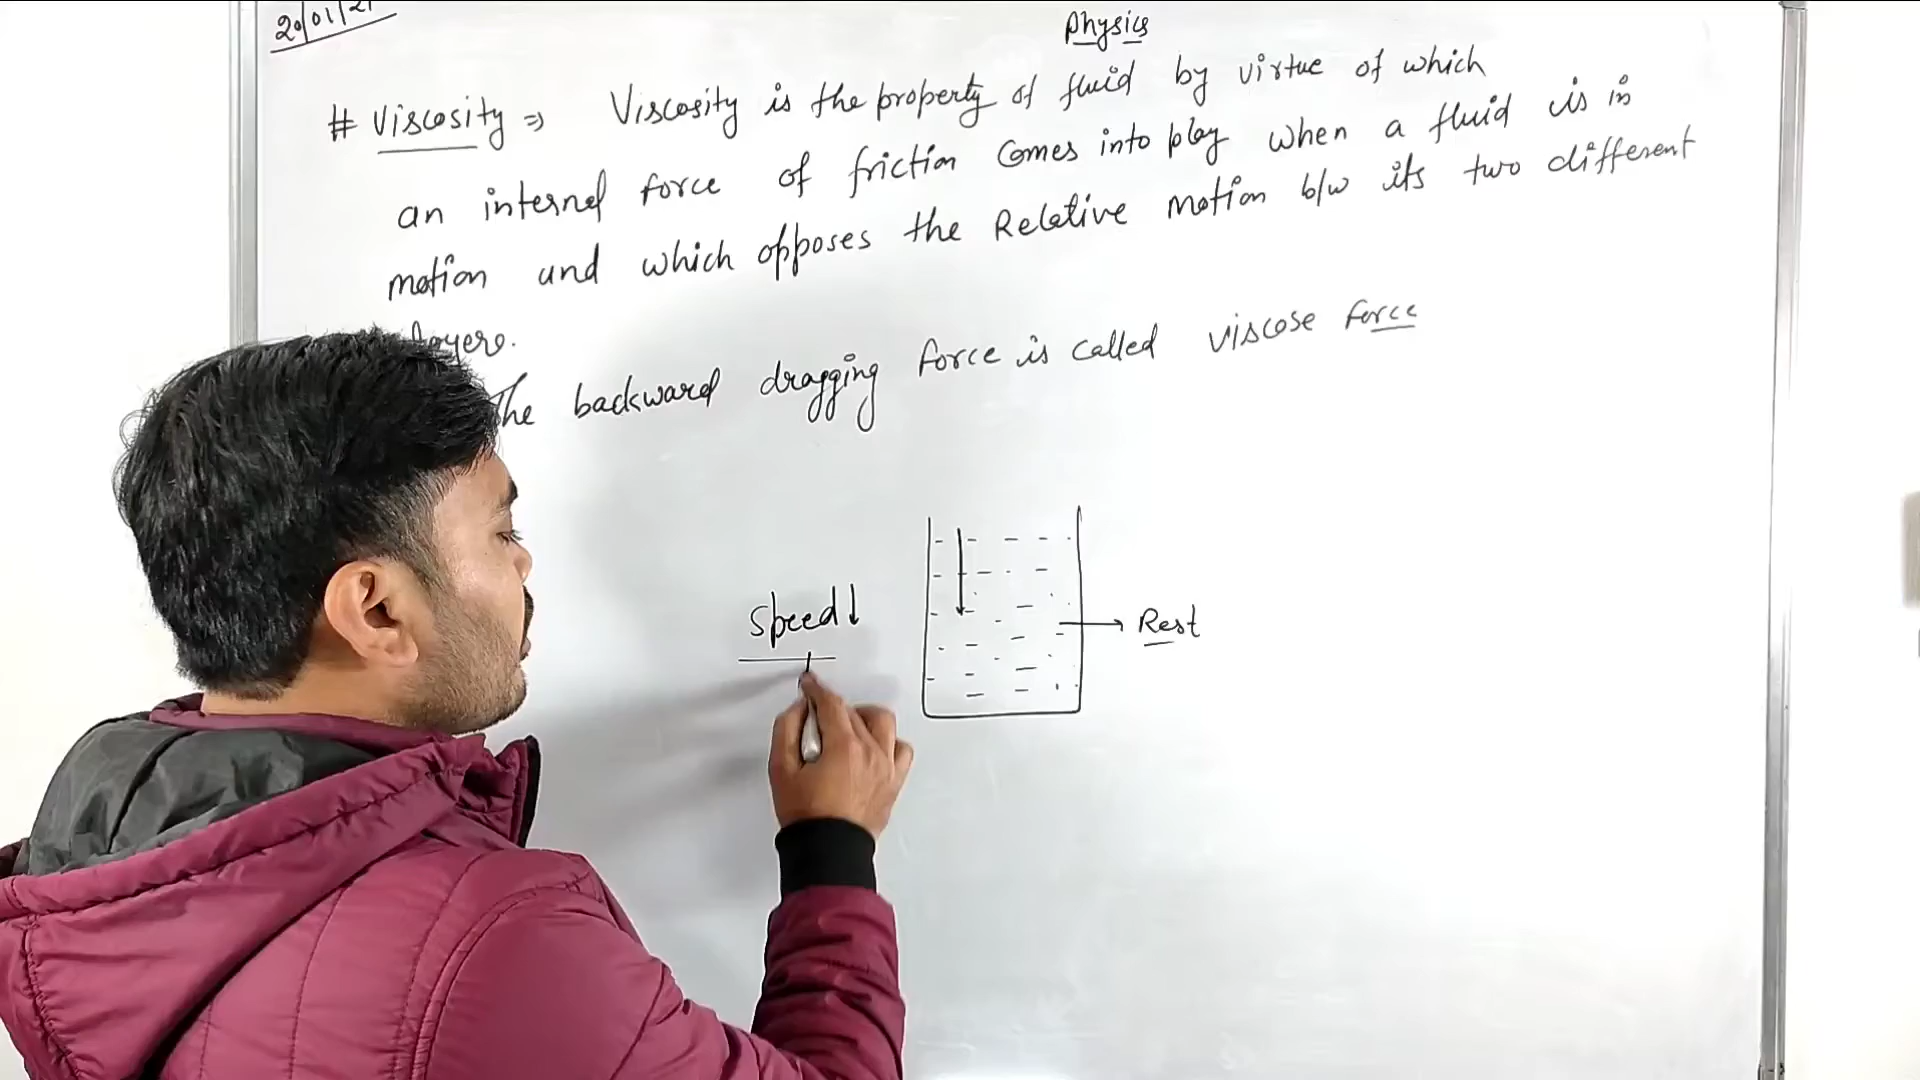 20/01/21
Physics
# Viscosity ⇒ Viscosity is the property of fluid by virtue of which
an internal force of friction comes into play when a fluid is in
motion and which opposes the Relative motion b/w its two different
layers.
The backward dragging force is called viscose force
Speed↓
→ Rest